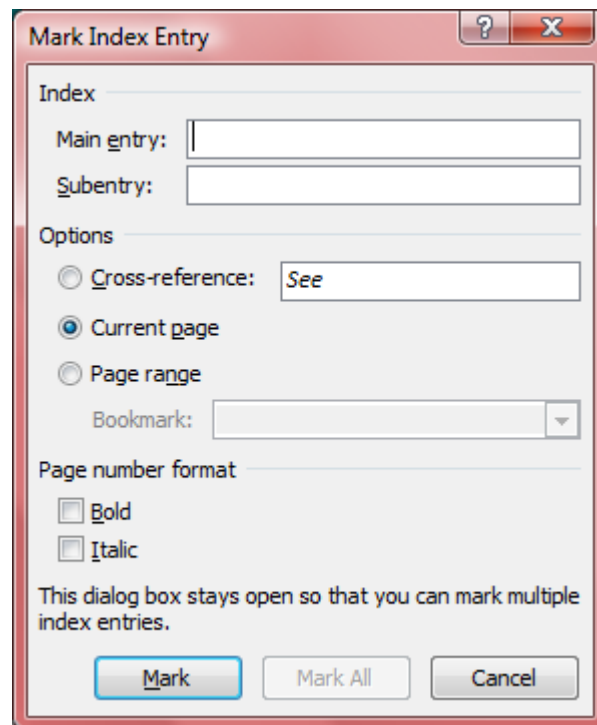 Mark Index Entry
?
X
Index
Main entry:
Subentry:
Options
Cross-reference: See
Current page
Page range
Bookmark:
Page number format
Bold
Italic
This dialog box stays open so that you can mark multiple
index entries.
Mark Mark All Cancel